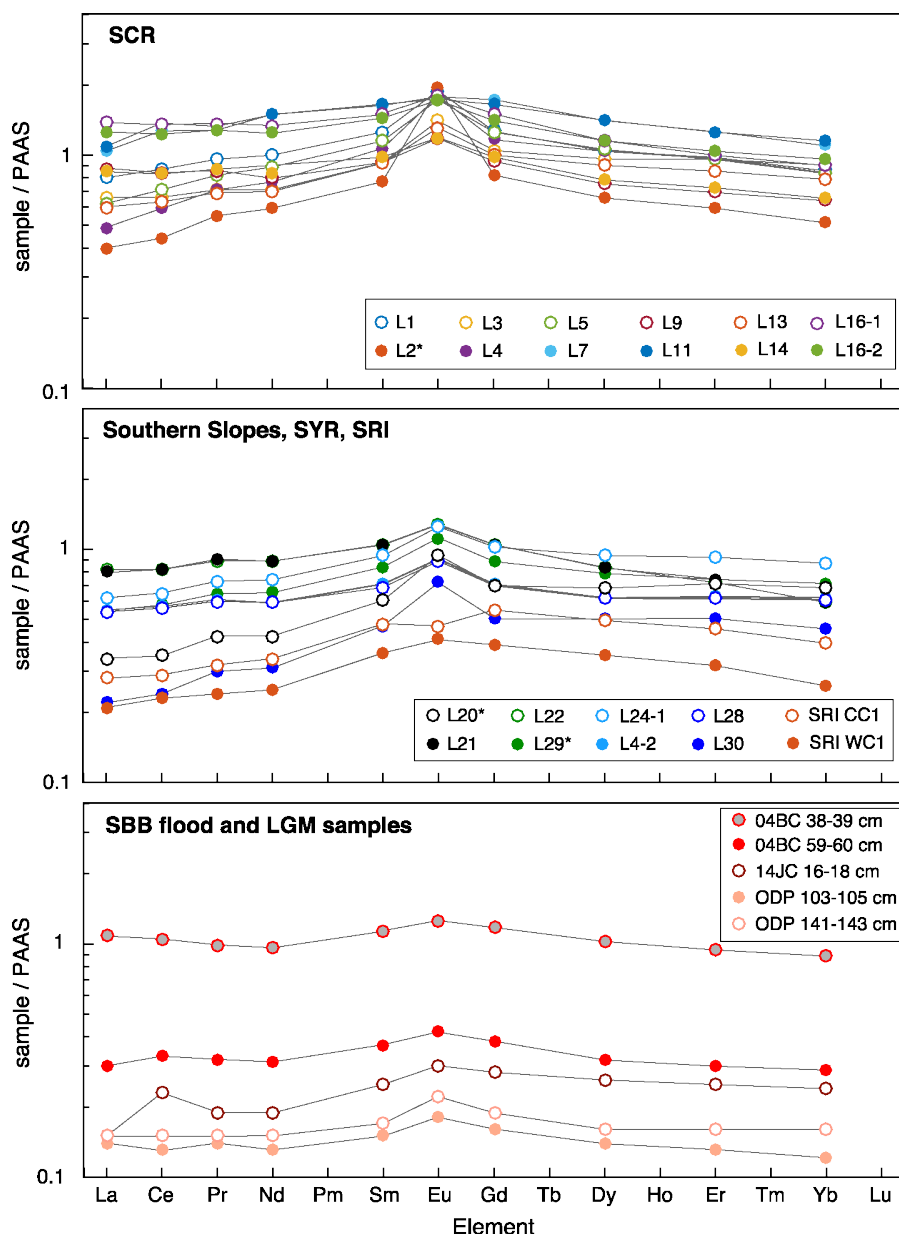 SCR
1
sample / PAAS
L1 L3 L5 L9 L13 L16-1
L2* L4 L7 L11 L14 L16-2
0.1
Southern Slopes, SYR, SRI
1
sample / PAAS
L20* L22 L24-1 L28 SRI CC1
L21 L29* L4-2 L30 SRI WC1
0.1
SBB flood and LGM samples
04BC 38-39 cm
04BC 59-60 cm
14JC 16-18 cm
ODP 103-105 cm
ODP 141-143 cm
1
sample / PAAS
0.1
La Ce Pr Nd Pm Sm Eu Gd Tb Dy Ho Er Tm Yb Lu
Element